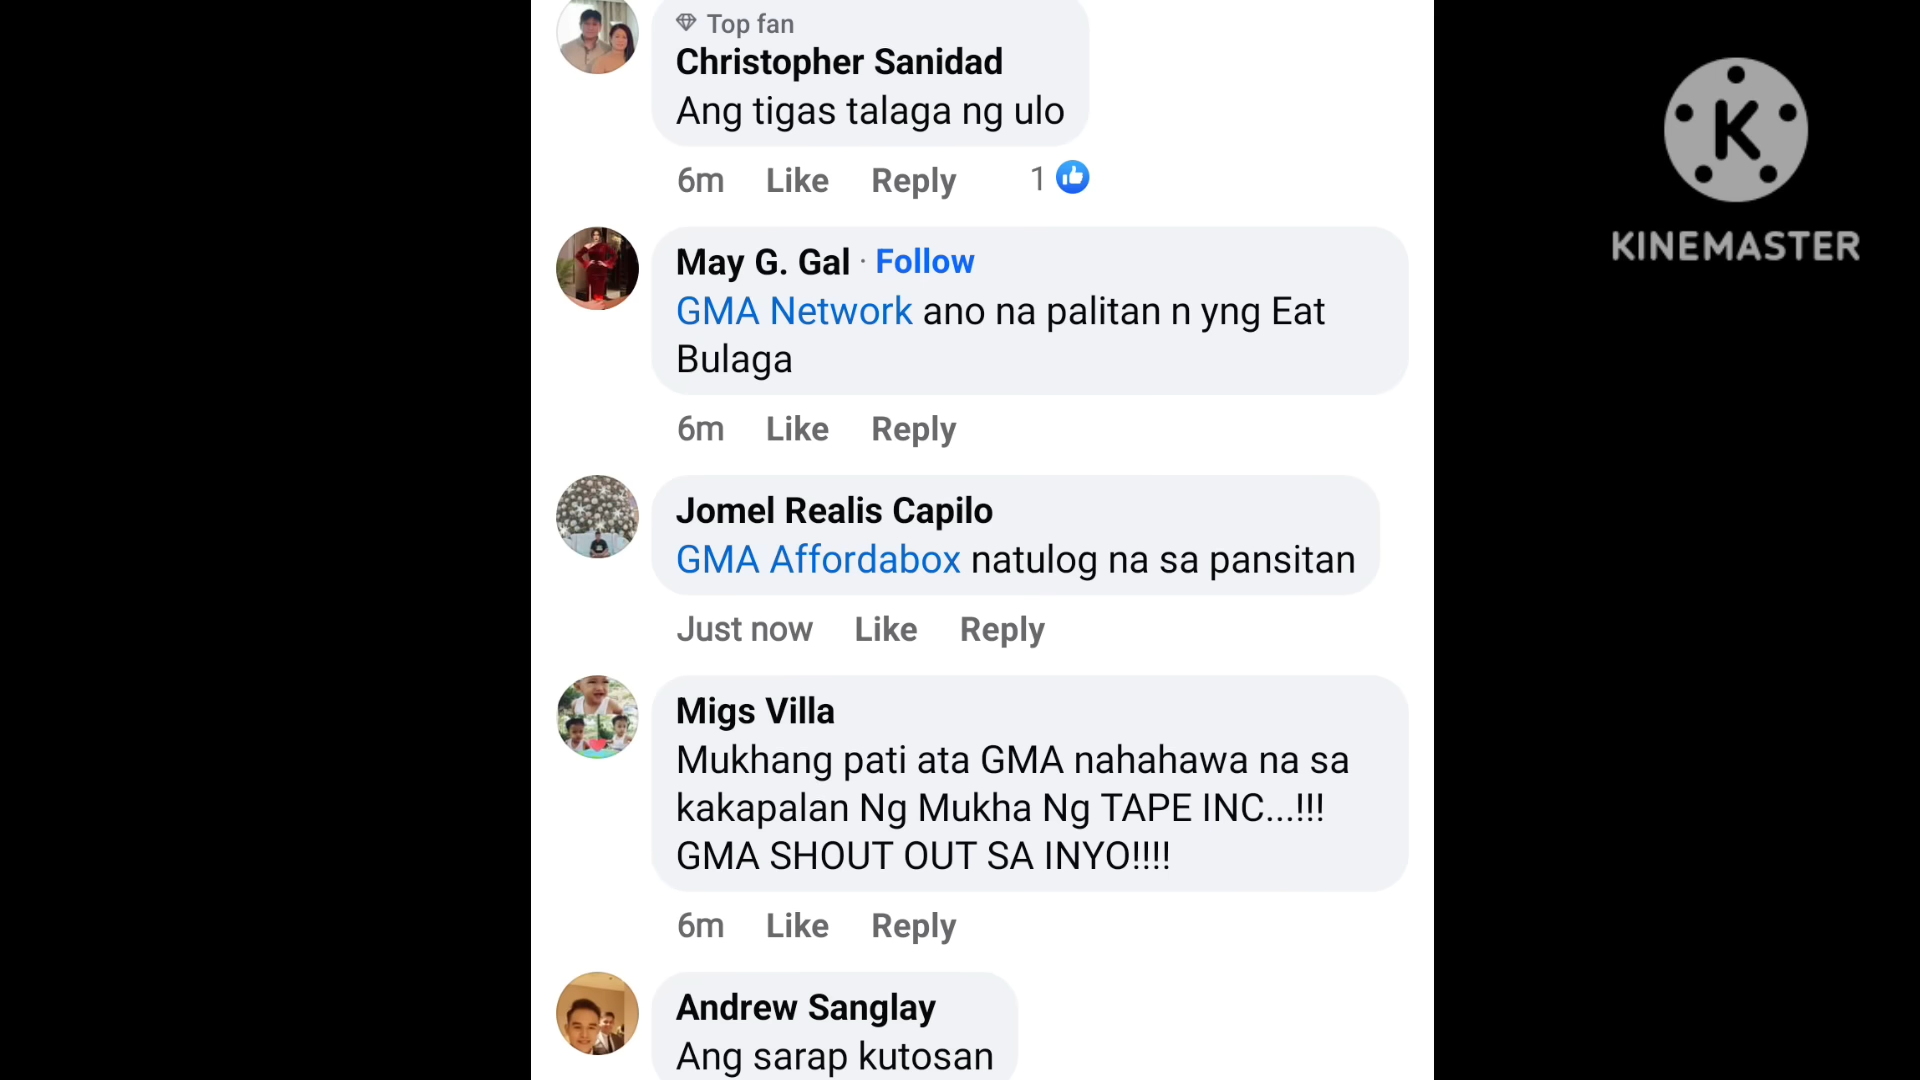 Top fan
Christopher Sanidad
Ang tigas talaga ng ulo
6m Like Reply 1
May G. Gal · Follow
GMA Network ano na palitan n yng Eat
Bulaga
6m Like Reply
Jomel Realis Capilo
GMA Affordabox natulog na sa pansitan
Just now Like Reply
Migs Villa
Mukhang pati ata GMA nahahawa na sa
kakapalan Ng Mukha Ng TAPE INC...!!!
GMA SHOUT OUT SA INYO!!!!
6m Like Reply
Andrew Sanglay
Ang sarap kutosan
K
KINEMASTER